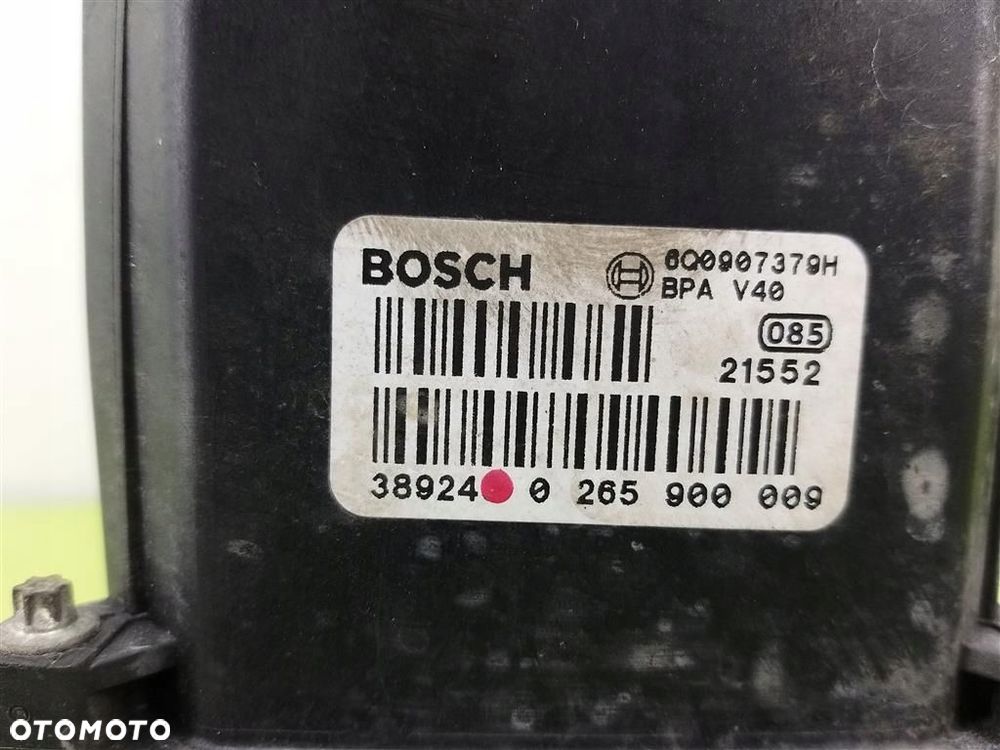 BOSCH
6Q0907379H
BPA V40
085
21552
38924 0 265 900 009
OTOMOTO